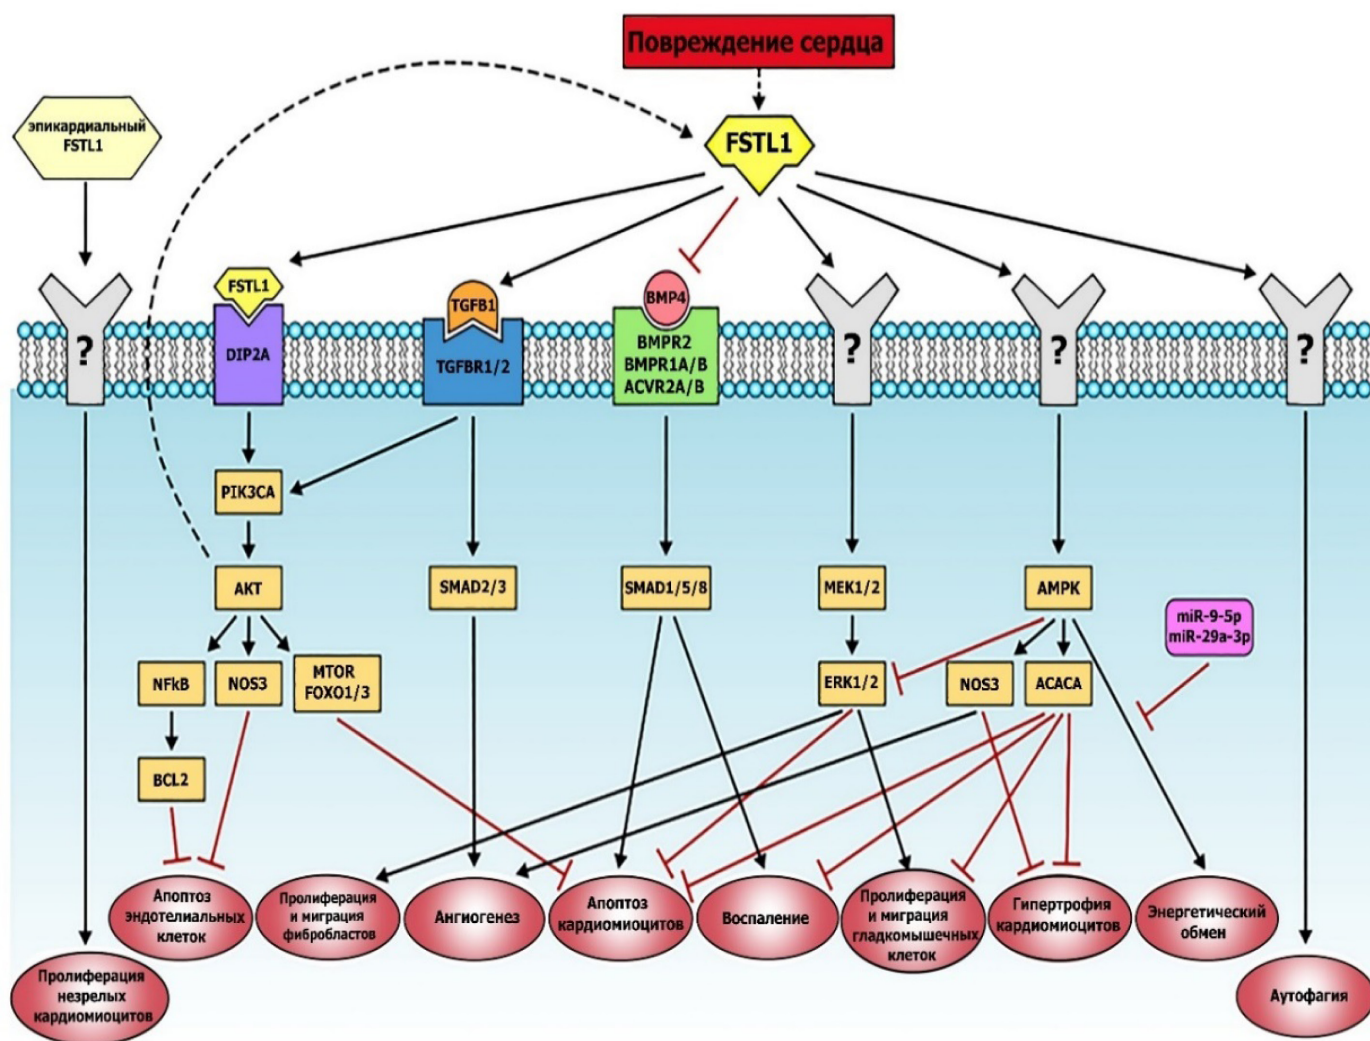 Повреждение сердца
эпикардиальный
FSTL1
FSTL1
FSTL1
TGFB1
BMP4
?
DIP2A
TGFBR1/2
BMPR2
BMPR1A/B
ACVR2A/B
?
?
?
PIK3CA
AKT
SMAD2/3
SMAD1/5/8
MEK1/2
AMPK
miR-9-5p
miR-29a-3p
NFkB
NOS3
MTOR
FOXO1/3
ERK1/2
NOS3
ACACA
BCL2
Апоптоз
эндотелиальных
клеток
Пролиферация
и миграция
фибробластов
Ангиогенез
Апоптоз
кардиомиоцитов
Воспаление
Пролиферация
и миграция
гладкомышечных
клеток
Гипертрофия
кардиомиоцитов
Энергетический
обмен
Пролиферация
незрелых
кардиомиоцитов
Аутофагия